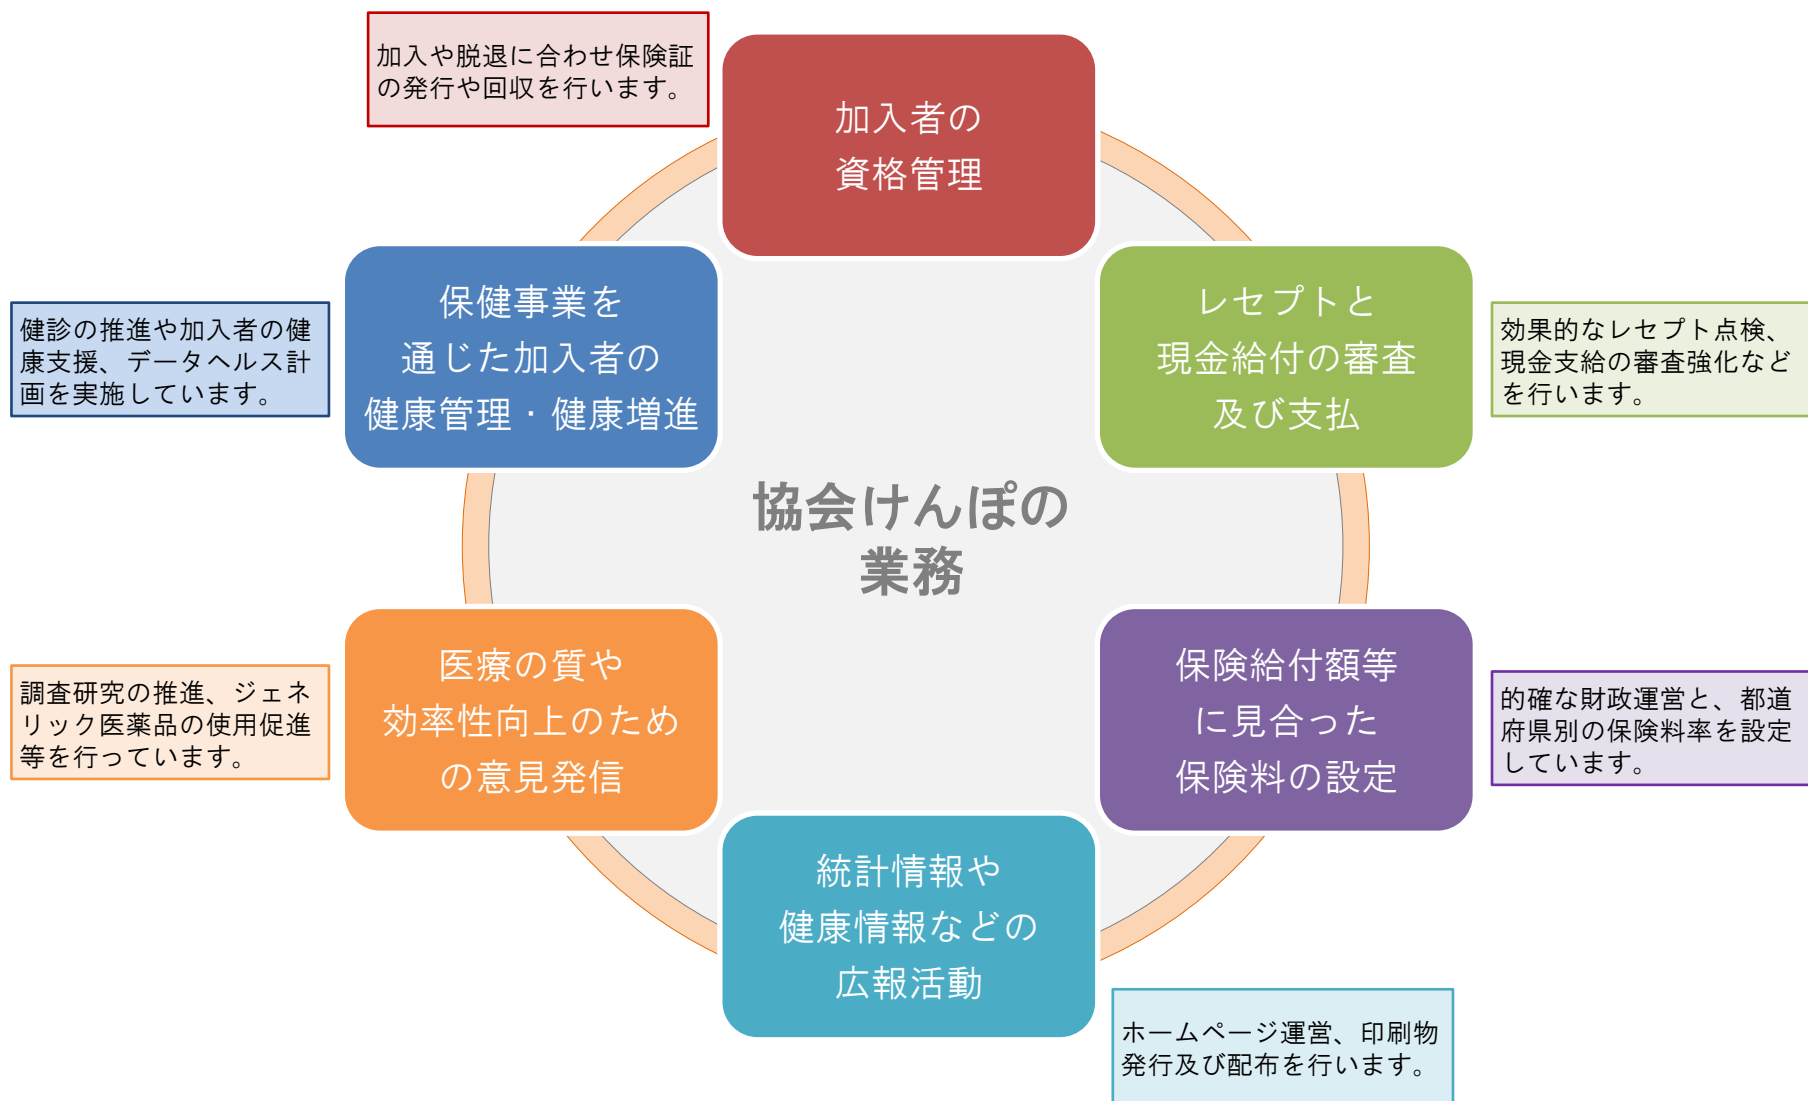 加入や脱退に合わせ保険証
の発行や回収を行います。
加入者の
資格管理
保健事業を
通じた加入者の
健康管理・健康増進
健診の推進や加入者の健
康支援、データヘルス計
画を実施しています。
レセプトと
現金給付の審査
及び支払
効果的なレセプト点検、
現金支給の審査強化など
を行います。
協会けんぽの
業務
医療の質や
効率性向上のため
の意見発信
調査研究の推進、ジェネ
リック医薬品の使用促進
等を行っています。
保険給付額等
に見合った
保険料の設定
的確な財政運営と、都道
府県別の保険料率を設定
しています。
統計情報や
健康情報などの
広報活動
ホームページ運営、印刷物
発行及び配布を行います。